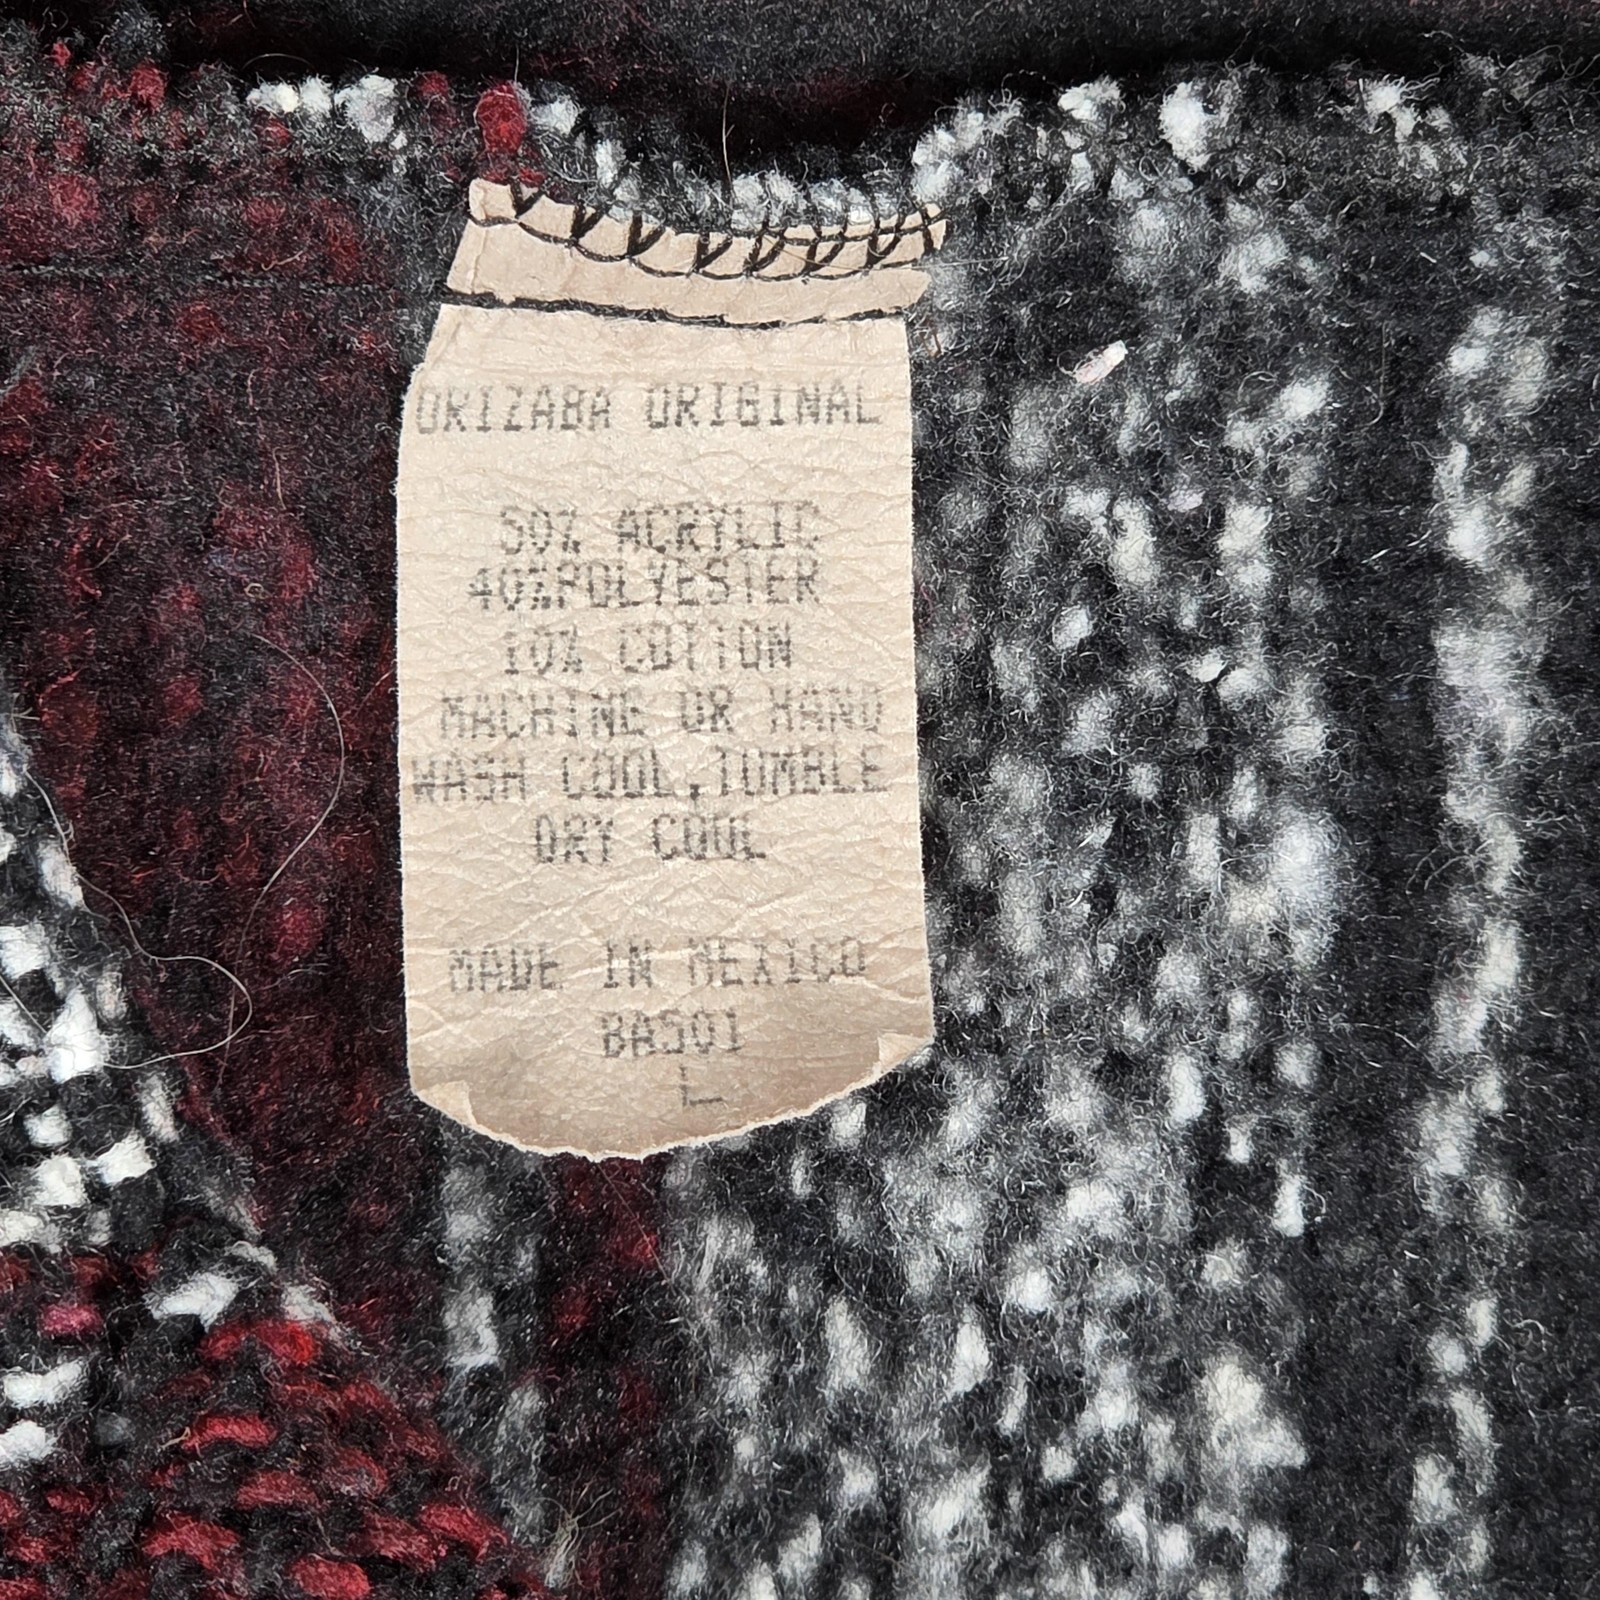 ORIZABA ORIGINAL
50% ACRYLIC
40%POLYESTER
10% COTTON
MACHINE OR HAND
WASH COOL,TUMBLE
DRY COOL
MADE IN MEXICO
BA501
L